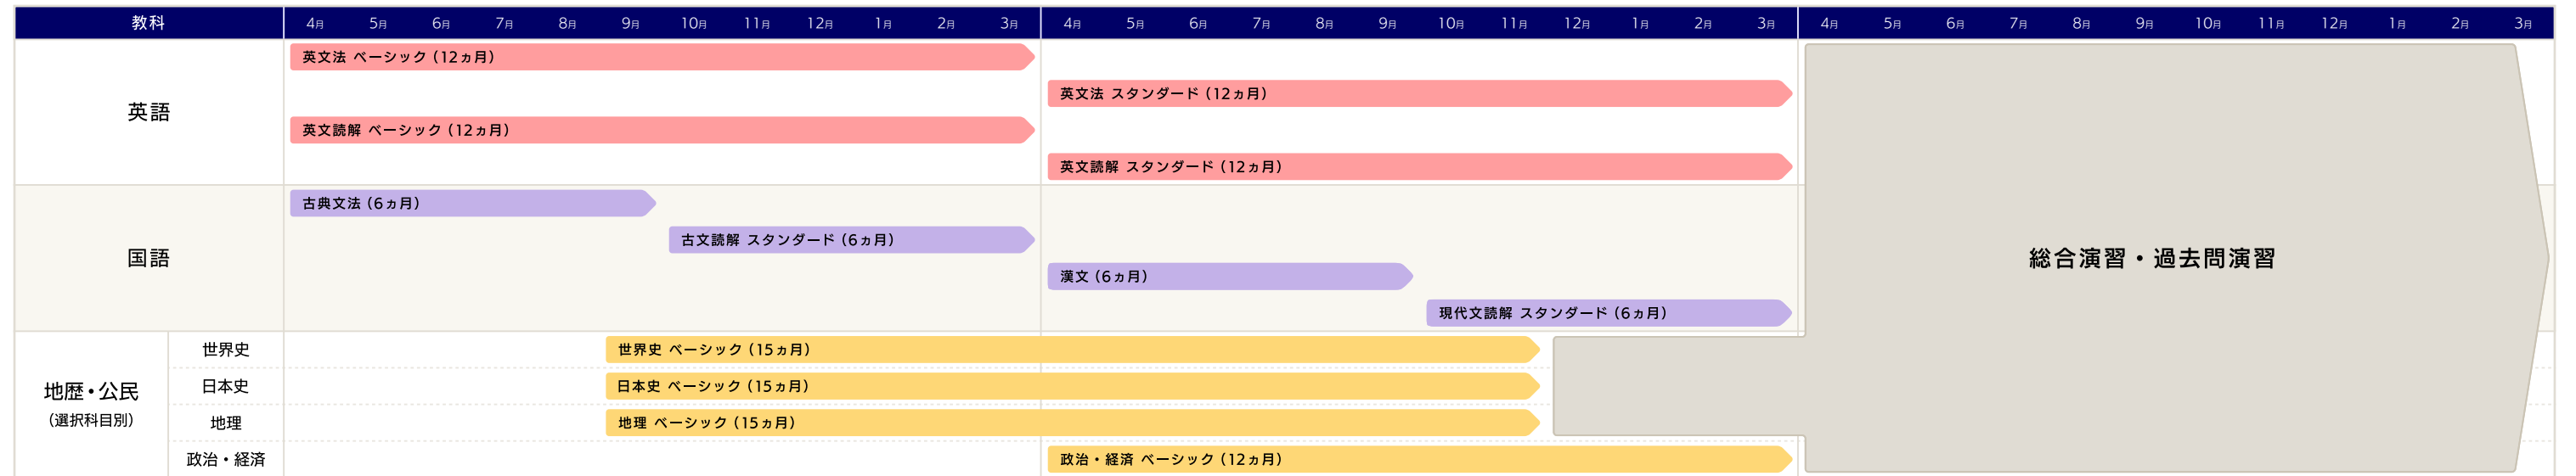 教科 4月 5月 6月 7月 8月 9月 10月 11月 12月 1月 2月 3月 4月 5月 6月 7月 8月 9月 10月 11月 12月 1月 2月 3月 4月 5月 6月 7月 8月 9月 10月 11月 12月 1月 2月 3月
英語
英文法 ベーシック（12ヵ月）
英文法 スタンダード（12ヵ月）
英文読解 ベーシック（12ヵ月）
英文読解 スタンダード（12ヵ月）
国語
古典文法（6ヵ月）
古文読解 スタンダード（6ヵ月）
漢文（6ヵ月）
現代文読解 スタンダード（6ヵ月）
総合演習・過去問演習
地歴・公民
（選択科目別）
世界史
世界史 ベーシック（15ヵ月）
日本史
日本史 ベーシック（15ヵ月）
地理
地理 ベーシック（15ヵ月）
政治・経済
政治・経済 ベーシック（12ヵ月）